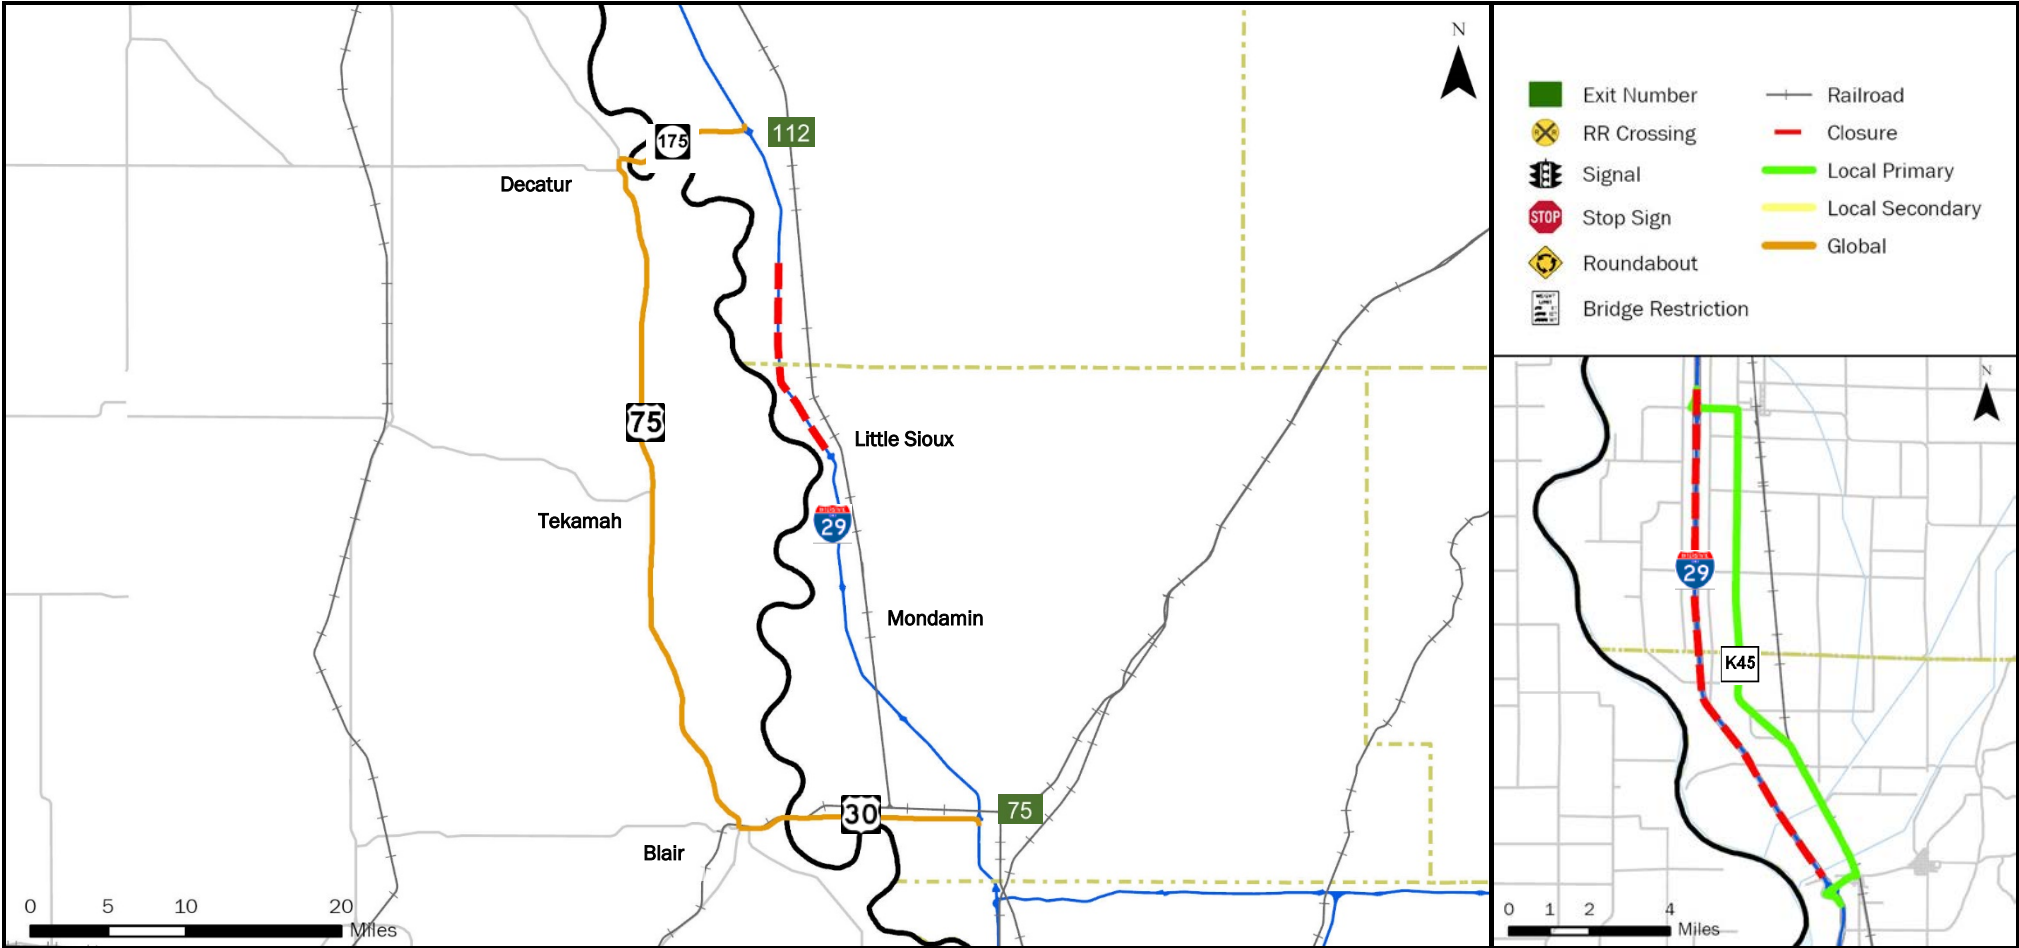 N
112
175
Decatur
75
Little Sioux
Tekamah
29
Mondamin
30
75
Blair
0 5 10 20
Miles
Exit Number
RR Crossing
Signal
STOP
Stop Sign
Roundabout
WEIGHT
LIMIT
Bridge Restriction
Railroad
Closure
Local Primary
Local Secondary
Global
N
29
K45
0 1 2 4
Miles